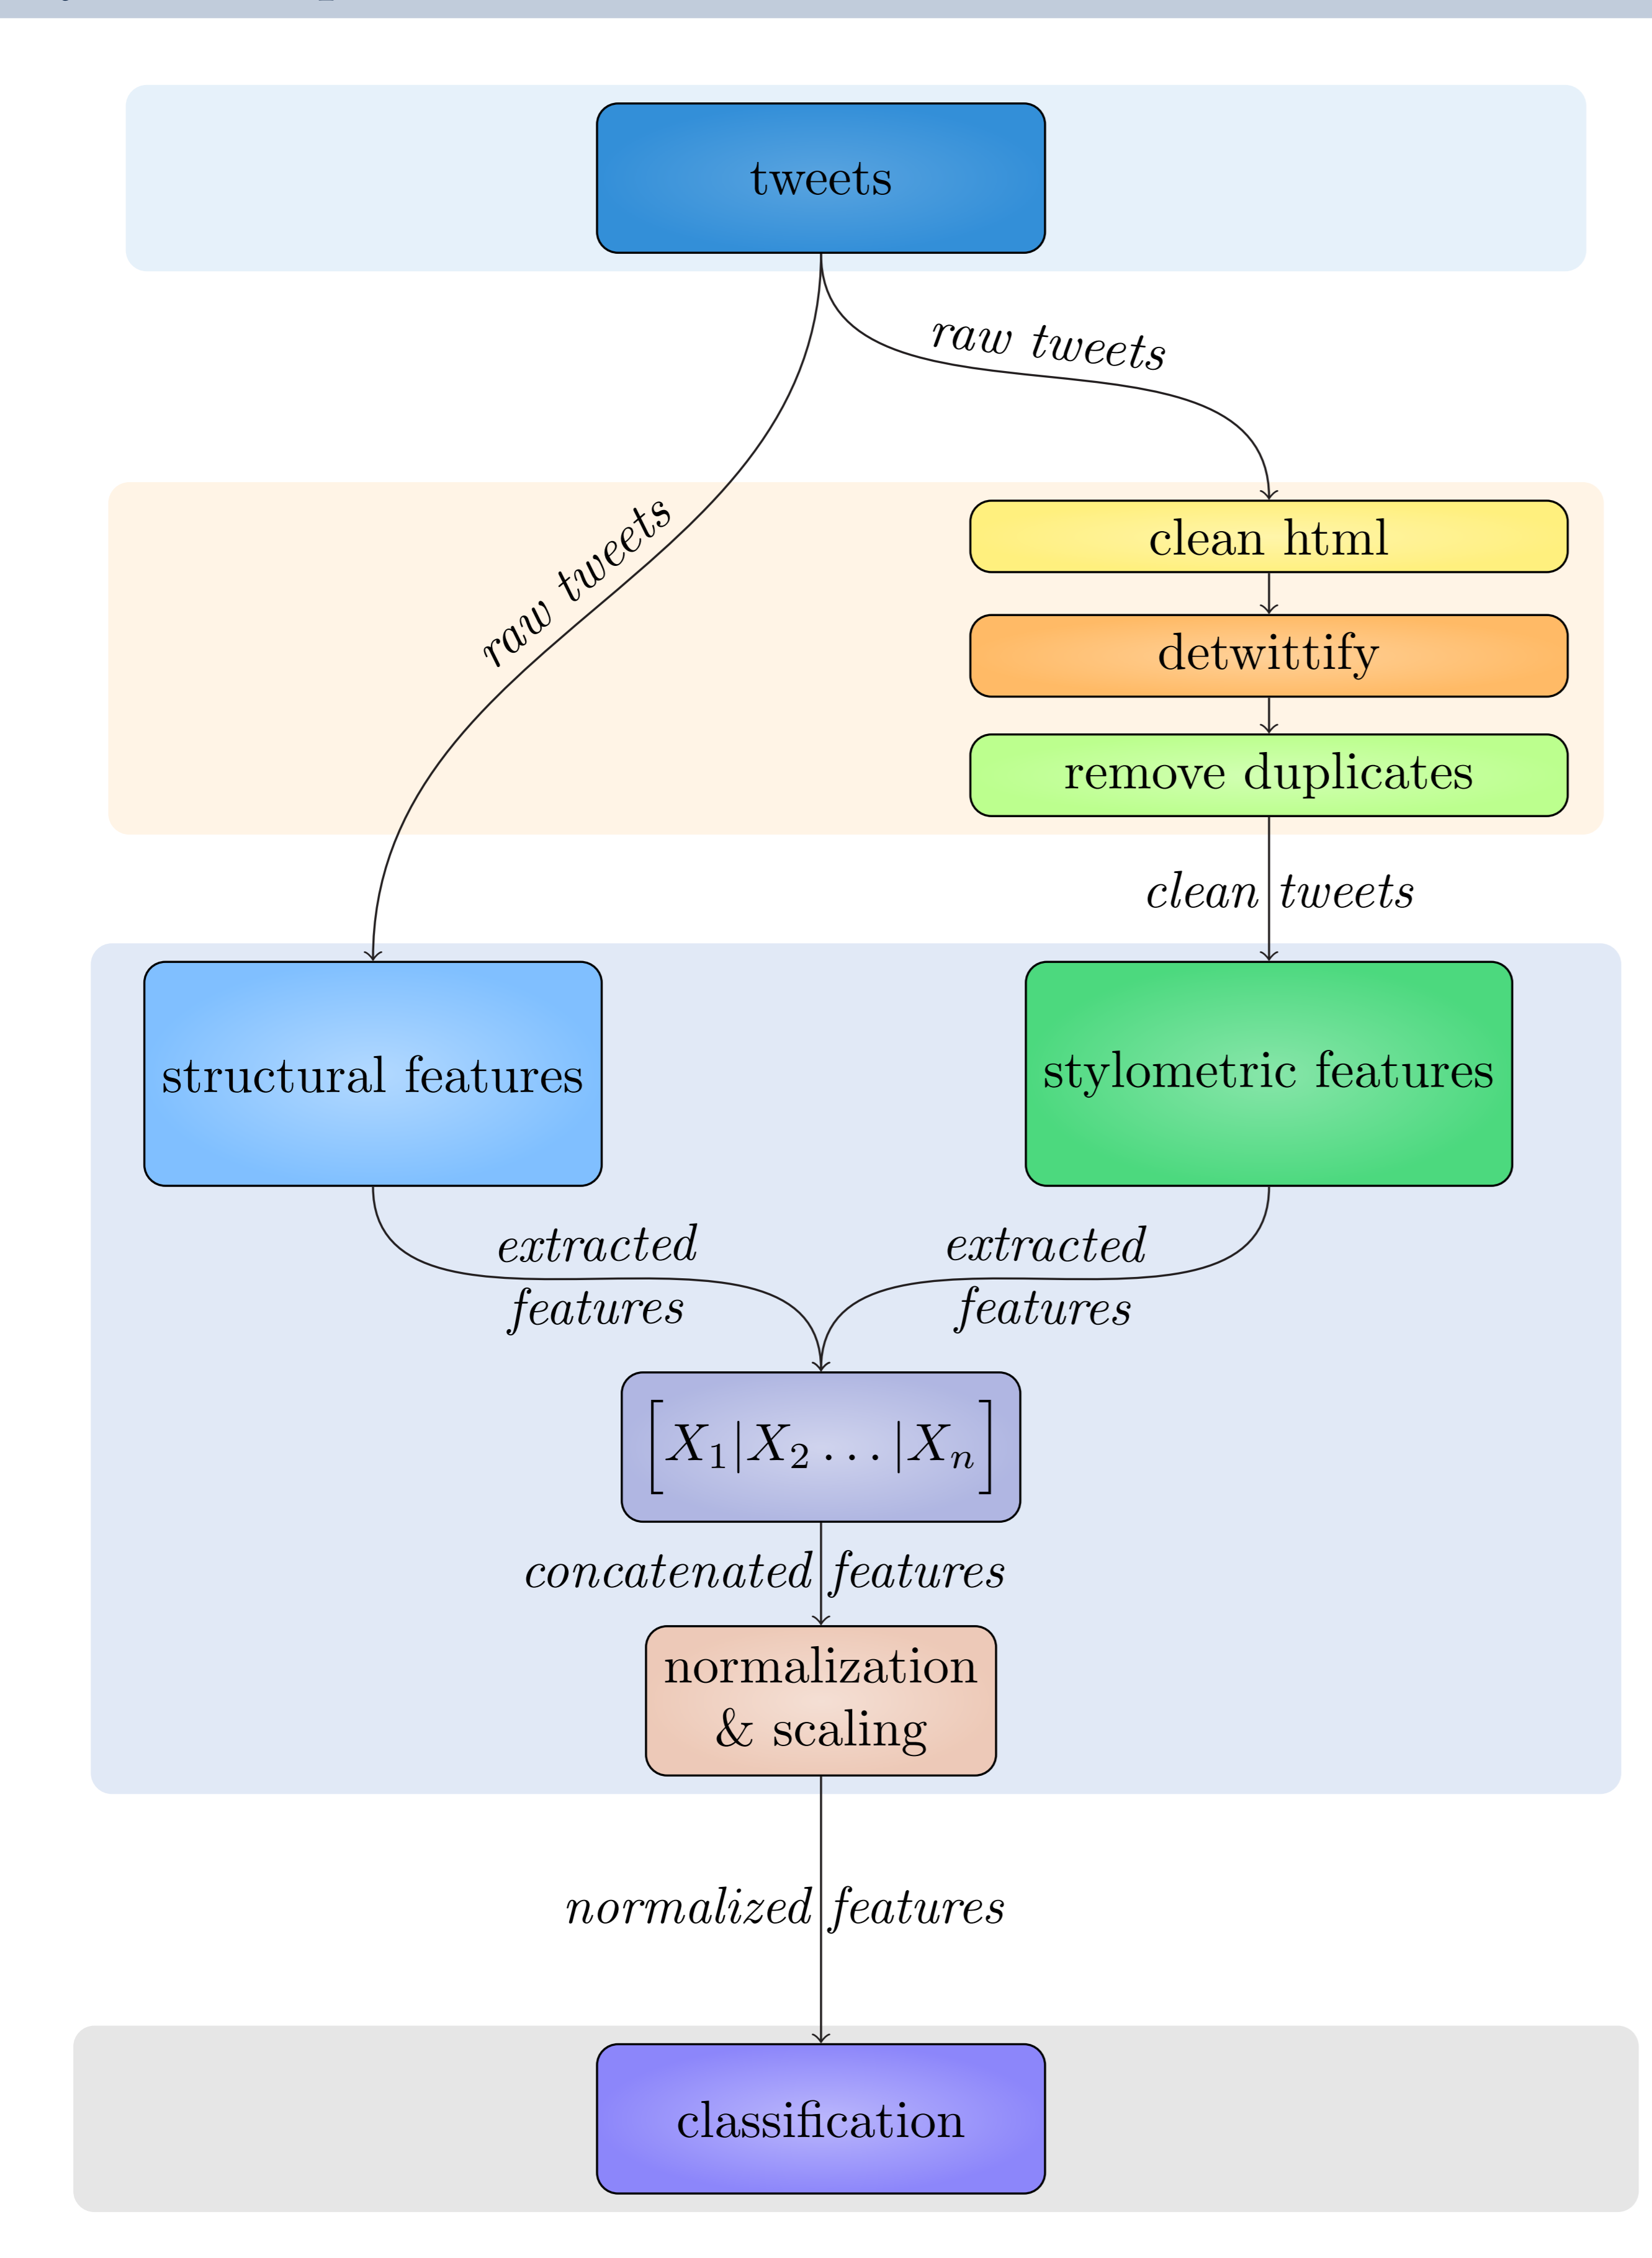 tweets
raw tweets
raw tweets
clean html
detwittify
remove duplicates
clean tweets
structural features
stylometric features
extracted
features
extracted
features
[X₁|X₂ … |Xₙ]
concatenated features
normalization
& scaling
normalized features
classification